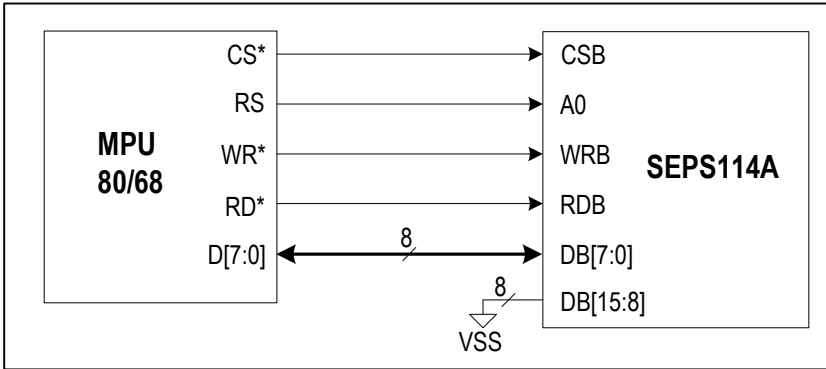 CS* CSB
RS A0
MPU
80/68
WR* WRB
SEPS114A
RD* RDB
D[7:0] 8 DB[7:0]
8 DB[15:8]
VSS